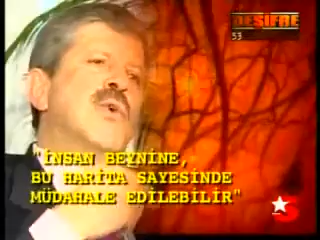 DEŞİFRE
53
"İNSAN BEYNİNE,
BU HARİTA SAYESİNDE
MÜDAHALE EDİLEBİLİR"